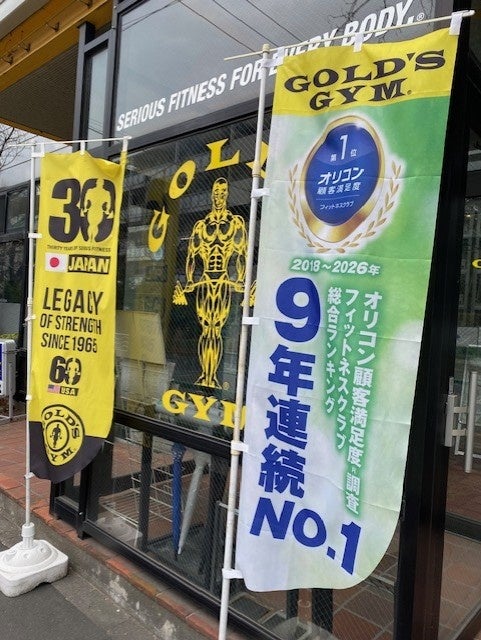 SERIOUS FITNESS FOR EVERY BODY.®
GOLD'S
GYM®
第1位
オリコン
顧客満足度
フィットネスクラブ
2018～2026年
オリコン顧客満足度®調査
フィットネスクラブ
総合ランキング
9年連続
NO.1
GOLD
GYM
30
THIRTY YEARS OF SERIOUS FITNESS
JAPAN
LEGACY
OF STRENGTH
SINCE 1965
60
USA
GOLD'S
GYM